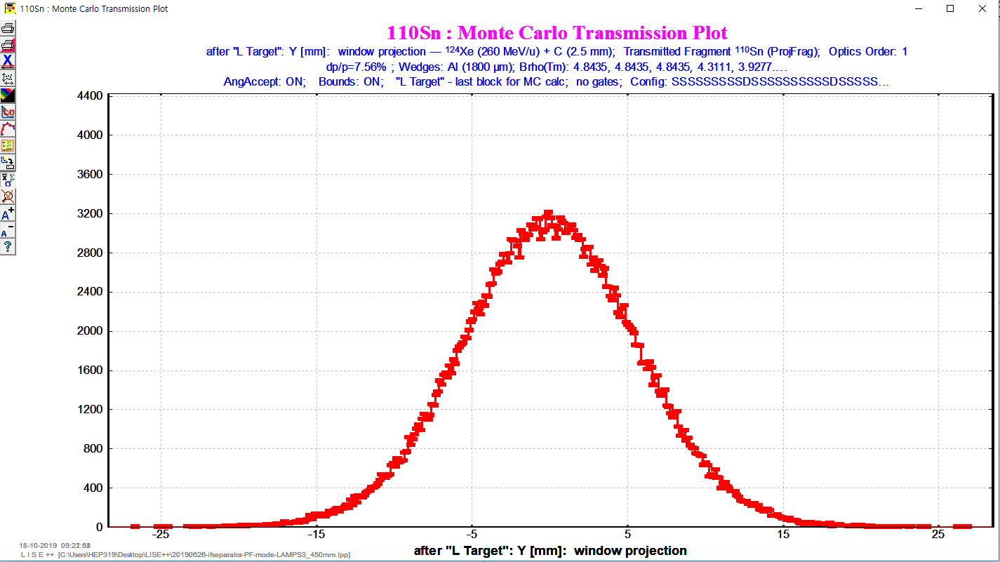 110Sn : Monte Carlo Transmission Plot
110Sn : Monte Carlo Transmission Plot
after "L Target": Y [mm]: window projection --- 124Xe (260 MeV/u) + C (2.5 mm); Transmitted Fragment 110Sn (ProjFrag); Optics Order: 1
dp/p=7.56% ; Wedges: Al (1800 µm); Brho(Tm): 4.8435, 4.8435, 4.8435, 4.3111, 3.9277....
AngAccept: ON; Bounds: ON; "L Target" - last block for MC calc; no gates; Config: SSSSSSSSSDSSSSSSSSSSDSSSSS...
4400
4000
3600
3200
2800
2400
2000
1600
1200
800
400
0
-25 -15 -5 5 15 25
after "L Target": Y [mm]: window projection
18-10-2019
L I S E ++ [C:\Users\HEP319\Desktop\LISE++\20190626-ifseparator-PF-mode-LAMPS3_450mm.lpp]